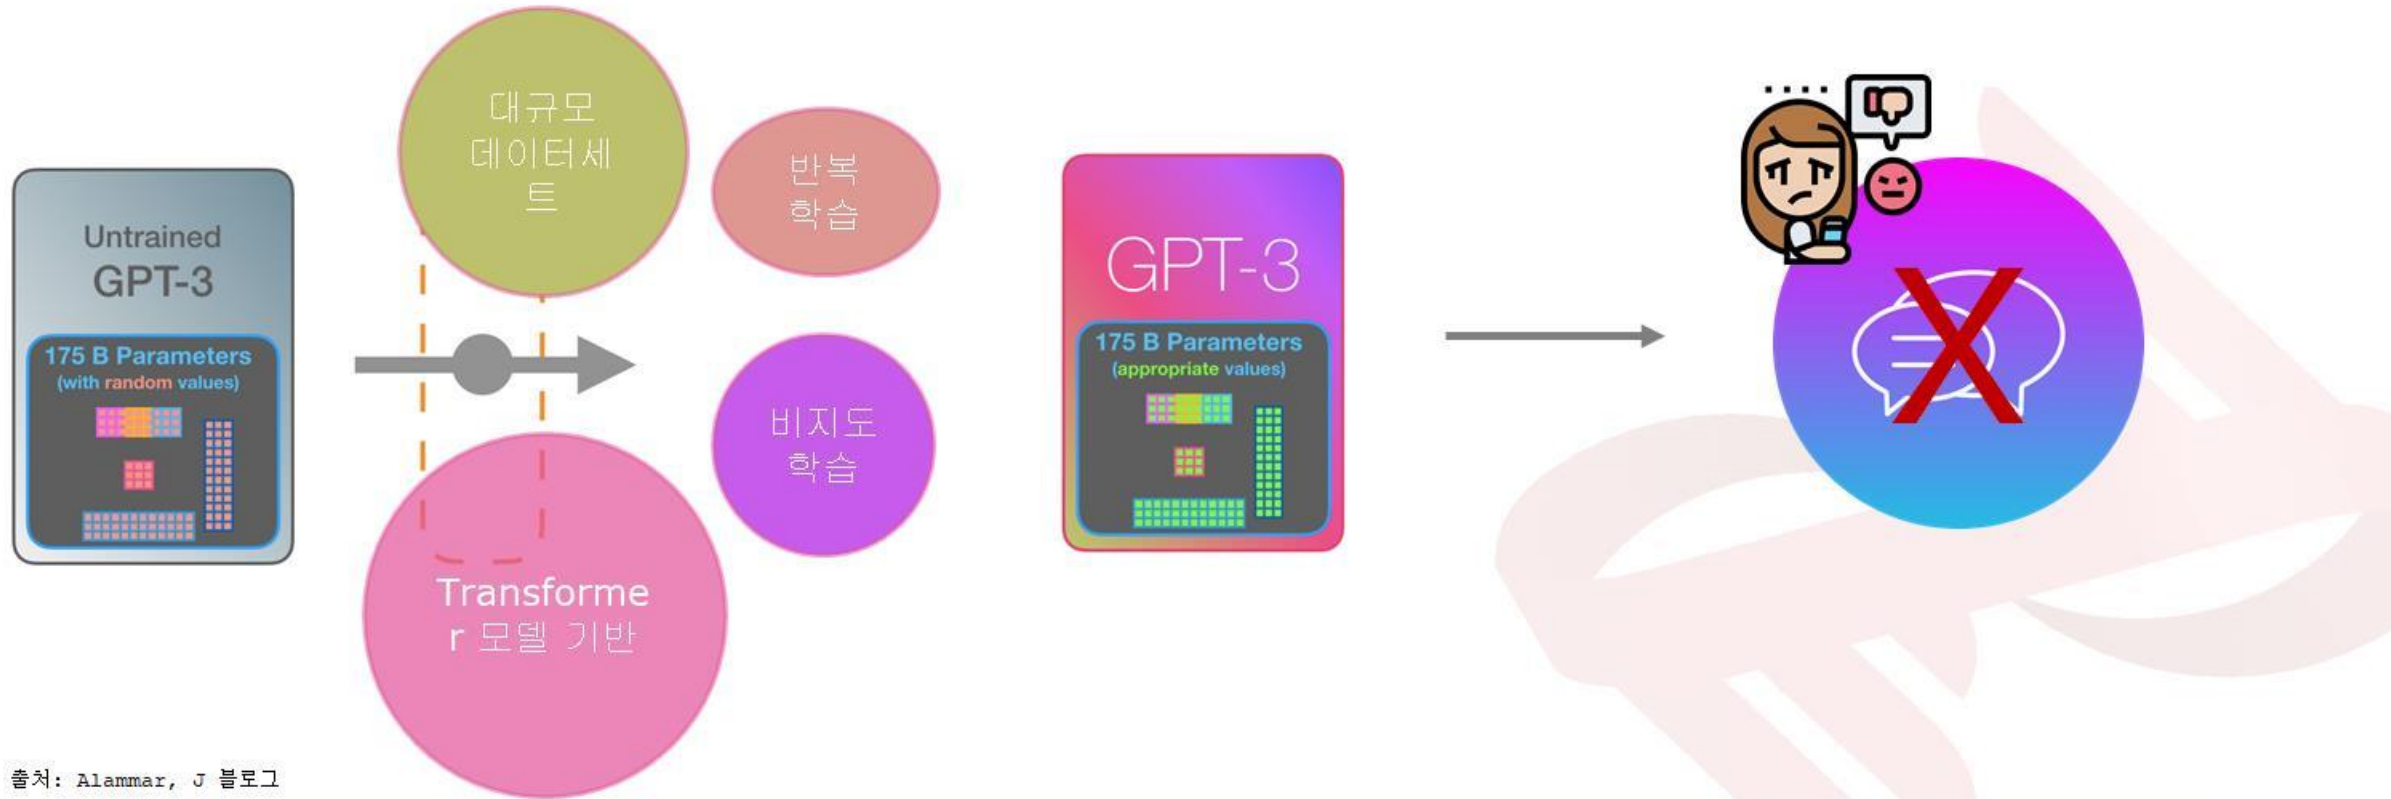 Untrained
GPT-3
175 B Parameters
(with random values)
대규모
데이터세
트
반복
학습
비지도
학습
Transforme
r 모델 기반
GPT-3
175 B Parameters
(appropriate values)
X
출처: Alammar, J 블로그